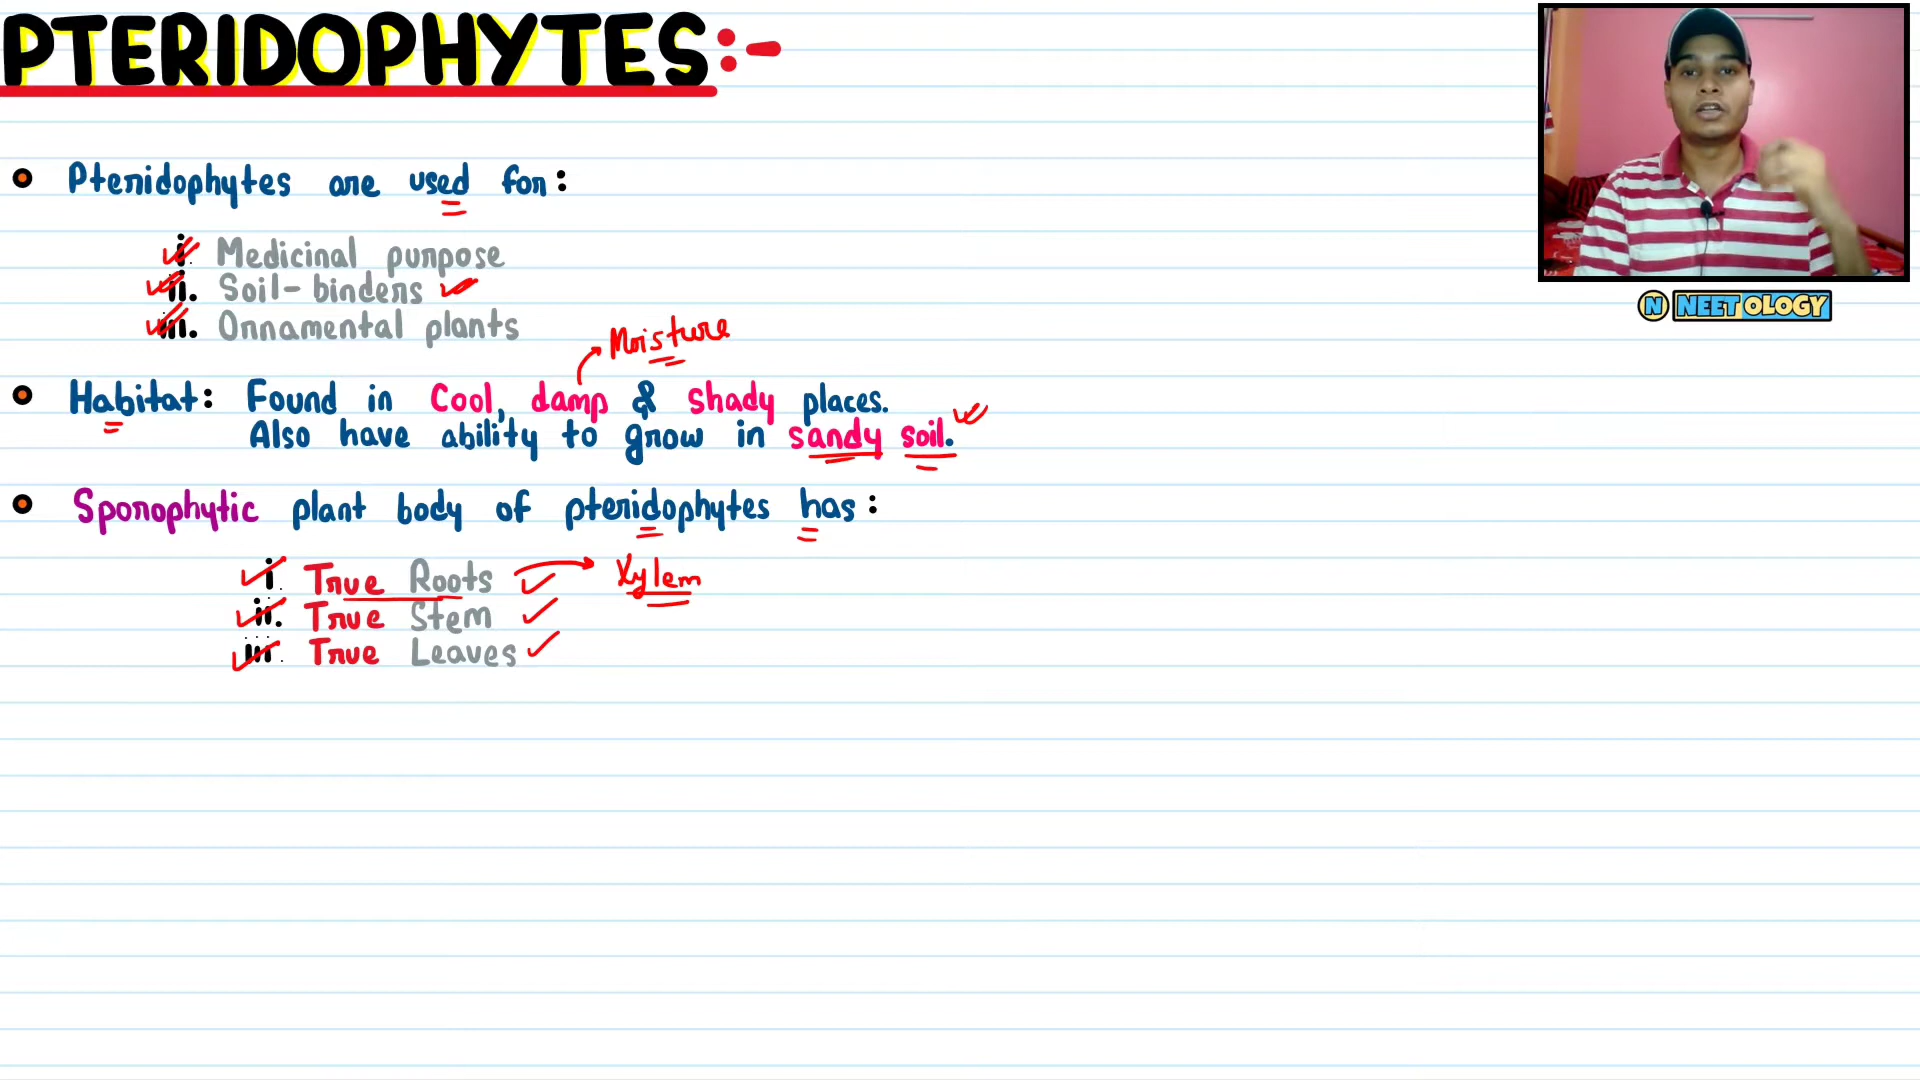 PTERIDOPHYTES:-
Pteridophytes are used for:
i. Medicinal purpose
ii. Soil-binders
iii. Ornamental plants
Moisture
Habitat: Found in Cool, damp & shady places.
Also have ability to grow in sandy soil.
Sporophytic plant body of pteridophytes has:
i. True Roots
Xylem
ii. True Stem
iii. True Leaves
N NEETOLOGY